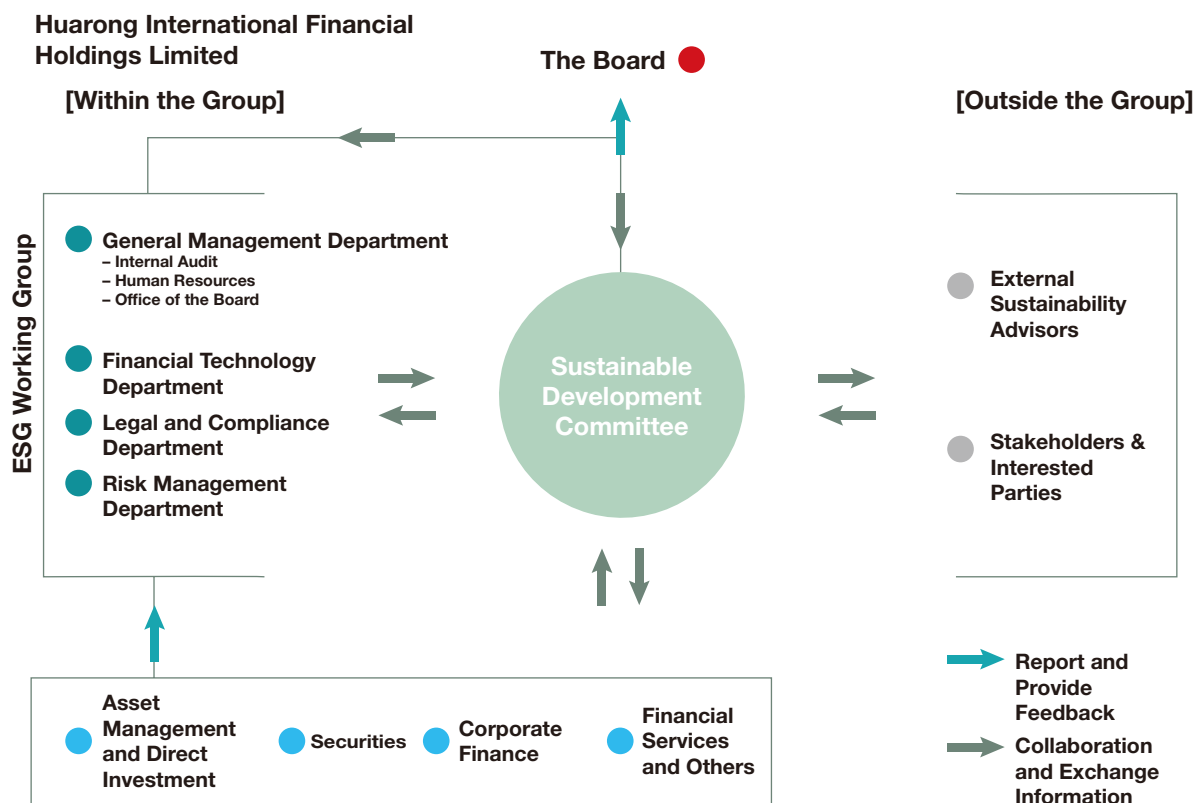 Huarong International Financial
Holdings Limited
The Board
[Within the Group]
[Outside the Group]
ESG Working Group
General Management Department
– Internal Audit
– Human Resources
– Office of the Board
Financial Technology
Department
Legal and Compliance
Department
Risk Management
Department
Sustainable
Development
Committee
External
Sustainability
Advisors
Stakeholders &
Interested
Parties
Asset
Management
and Direct
Investment
Securities
Corporate
Finance
Financial
Services
and Others
Report and
Provide
Feedback
Collaboration
and Exchange
Information